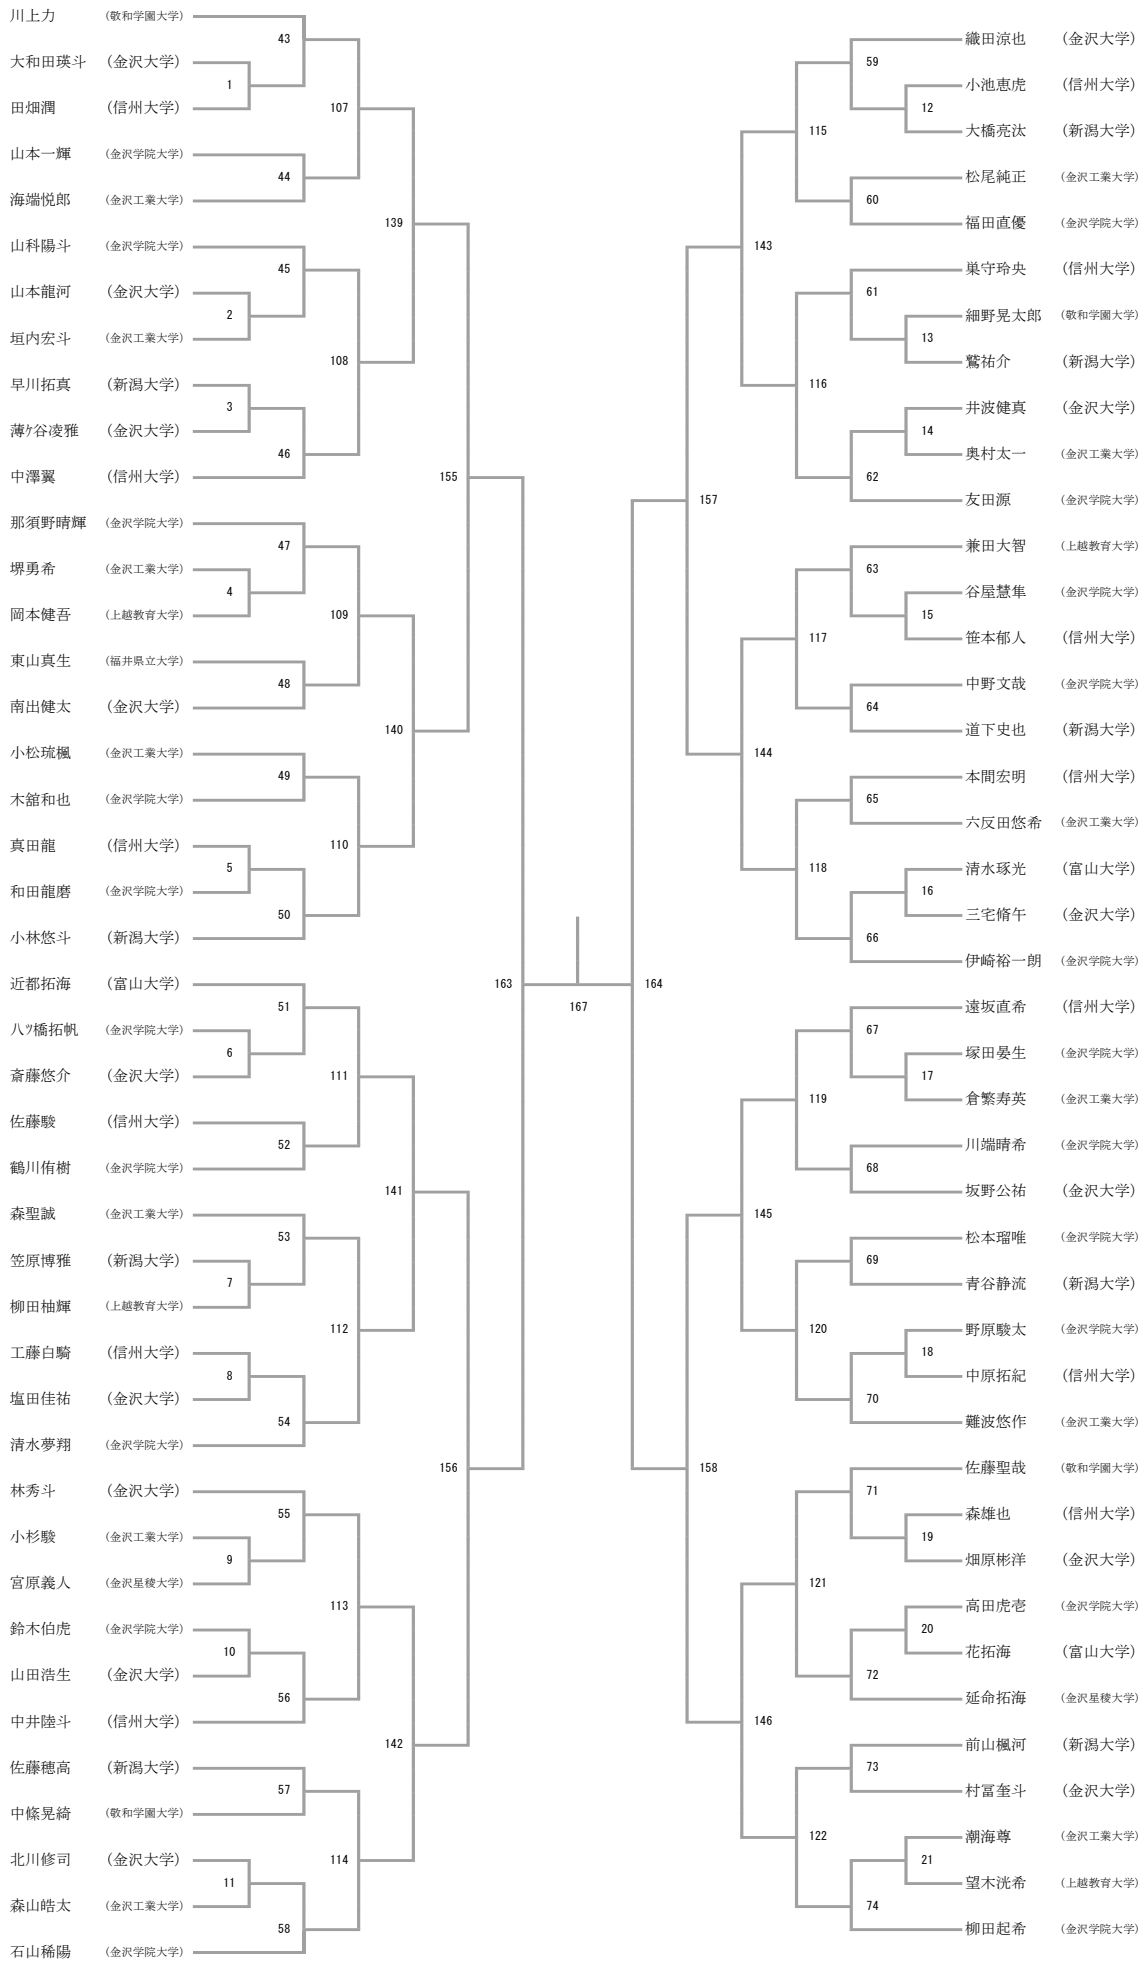 川上力 （敬和学園大学）
43
大和田瑛斗 （金沢大学）
1
田畑潤 （信州大学）
107
山本一輝 （金沢学院大学）
44
海端悦郎 （金沢工業大学）
139
山科陽斗 （金沢学院大学）
45
山本龍河 （金沢大学）
2
垣内宏斗 （金沢工業大学）
108
早川拓真 （新潟大学）
3
薄ｹ谷凌雅 （金沢大学）
46
中澤翼 （信州大学）
155
那須野晴輝 （金沢学院大学）
47
堺勇希 （金沢工業大学）
4
岡本健吾 （上越教育大学）
109
東山真生 （福井県立大学）
48
南出健太 （金沢大学）
140
小松琉楓 （金沢工業大学）
49
木舘和也 （金沢学院大学）
110
真田龍 （信州大学）
5
和田龍磨 （金沢学院大学）
50
小林悠斗 （新潟大学）
163
近都拓海 （富山大学）
51
八ﾂ橋拓帆 （金沢学院大学）
6
斎藤悠介 （金沢大学）
111
佐藤駿 （信州大学）
52
鶴川侑樹 （金沢学院大学）
141
森聖誠 （金沢工業大学）
53
笠原博雅 （新潟大学）
7
柳田柚輝 （上越教育大学）
112
工藤白騎 （信州大学）
8
塩田佳祐 （金沢大学）
54
清水夢翔 （金沢学院大学）
156
林秀斗 （金沢大学）
55
小杉駿 （金沢工業大学）
9
宮原義人 （金沢星稜大学）
113
鈴木伯虎 （金沢学院大学）
10
山田浩生 （金沢大学）
56
中井陸斗 （信州大学）
142
佐藤穂高 （新潟大学）
57
中條晃綺 （敬和学園大学）
114
北川修司 （金沢大学）
11
森山皓太 （金沢工業大学）
58
石山稀陽 （金沢学院大学）
167
織田涼也 （金沢大学）
59
小池恵虎 （信州大学）
12
大橋亮汰 （新潟大学）
115
松尾純正 （金沢工業大学）
60
福田直優 （金沢学院大学）
143
巣守玲央 （信州大学）
61
細野晃太郎 （敬和学園大学）
13
鷲祐介 （新潟大学）
116
井波健真 （金沢大学）
14
奥村太一 （金沢工業大学）
62
友田源 （金沢学院大学）
157
兼田大智 （上越教育大学）
63
谷屋慧隼 （金沢学院大学）
15
笹本郁人 （信州大学）
117
中野文哉 （金沢学院大学）
64
道下史也 （新潟大学）
144
本間宏明 （信州大学）
65
六反田悠希 （金沢工業大学）
118
清水琢光 （富山大学）
16
三宅脩午 （金沢大学）
66
伊崎裕一朗 （金沢学院大学）
164
遠坂直希 （信州大学）
67
塚田晏生 （金沢学院大学）
17
倉繁寿英 （金沢工業大学）
119
川端晴希 （金沢学院大学）
68
坂野公祐 （金沢大学）
145
松本瑠唯 （金沢学院大学）
69
青谷静流 （新潟大学）
120
野原駿太 （金沢学院大学）
18
中原拓紀 （信州大学）
70
難波悠作 （金沢工業大学）
158
佐藤聖哉 （敬和学園大学）
71
森雄也 （信州大学）
19
畑原彬洋 （金沢大学）
121
高田虎壱 （金沢学院大学）
20
花拓海 （富山大学）
72
延命拓海 （金沢星稜大学）
146
前山楓河 （新潟大学）
73
村冨奎斗 （金沢大学）
122
潮海尊 （金沢工業大学）
21
望木洸希 （上越教育大学）
74
柳田起希 （金沢学院大学）